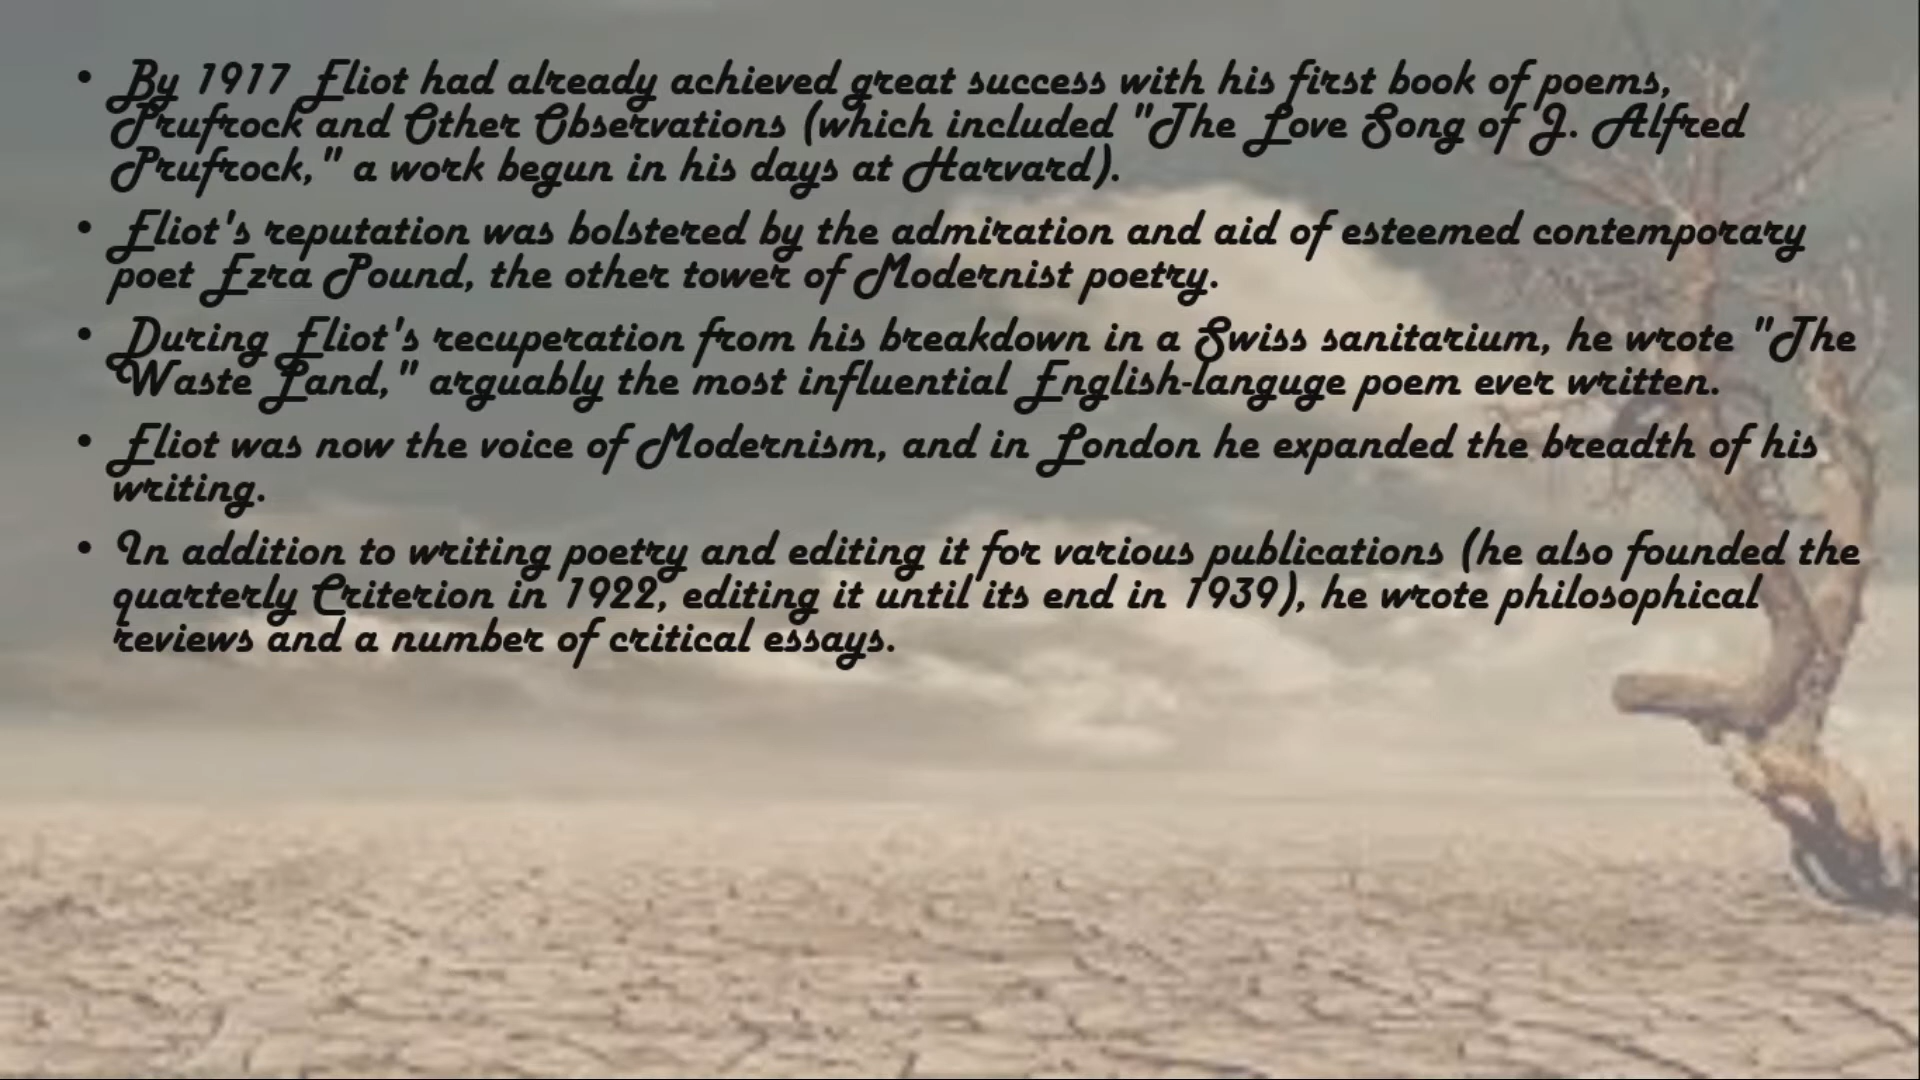 • By 1917 Eliot had already achieved great success with his first book of poems,
Prufrock and Other Observations (which included "The Love Song of J. Alfred
Prufrock," a work begun in his days at Harvard).
• Eliot's reputation was bolstered by the admiration and aid of esteemed contemporary
poet Ezra Pound, the other tower of Modernist poetry.
• During Eliot's recuperation from his breakdown in a Swiss sanitarium, he wrote "The
Waste Land," arguably the most influential English-languge poem ever written.
• Eliot was now the voice of Modernism, and in London he expanded the breadth of his
writing.
• In addition to writing poetry and editing it for various publications (he also founded the
quarterly Criterion in 1922, editing it until its end in 1939), he wrote philosophical
reviews and a number of critical essays.